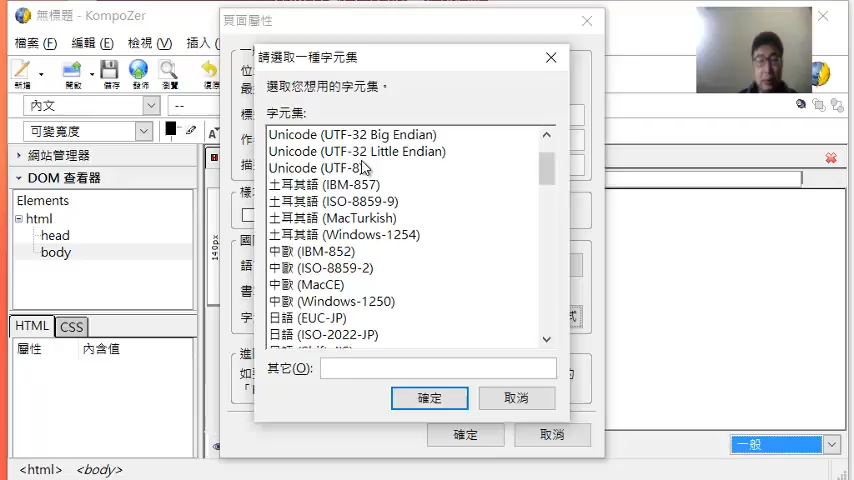 無標題 - KompoZer
檔案 (F) 編輯 (E) 檢視 (V) 插入 (
新增 開啟 儲存 發佈 瀏覽 復原
內文
--
可變寬度
網站管理器
DOM 查看器
Elements
html
head
body
HTML CSS
屬性 內含值
140px
頁面屬性
請選取一種字元集
選取您想用的字元集。
字元集:
Unicode (UTF-32 Big Endian)
Unicode (UTF-32 Little Endian)
Unicode (UTF-8)
土耳其語 (IBM-857)
土耳其語 (ISO-8859-9)
土耳其語 (MacTurkish)
土耳其語 (Windows-1254)
中歐 (IBM-852)
中歐 (ISO-8859-2)
中歐 (MacCE)
中歐 (Windows-1250)
日語 (EUC-JP)
日語 (ISO-2022-JP)
其它(O):
確定 取消
確定 取消
一般
<html> <body>